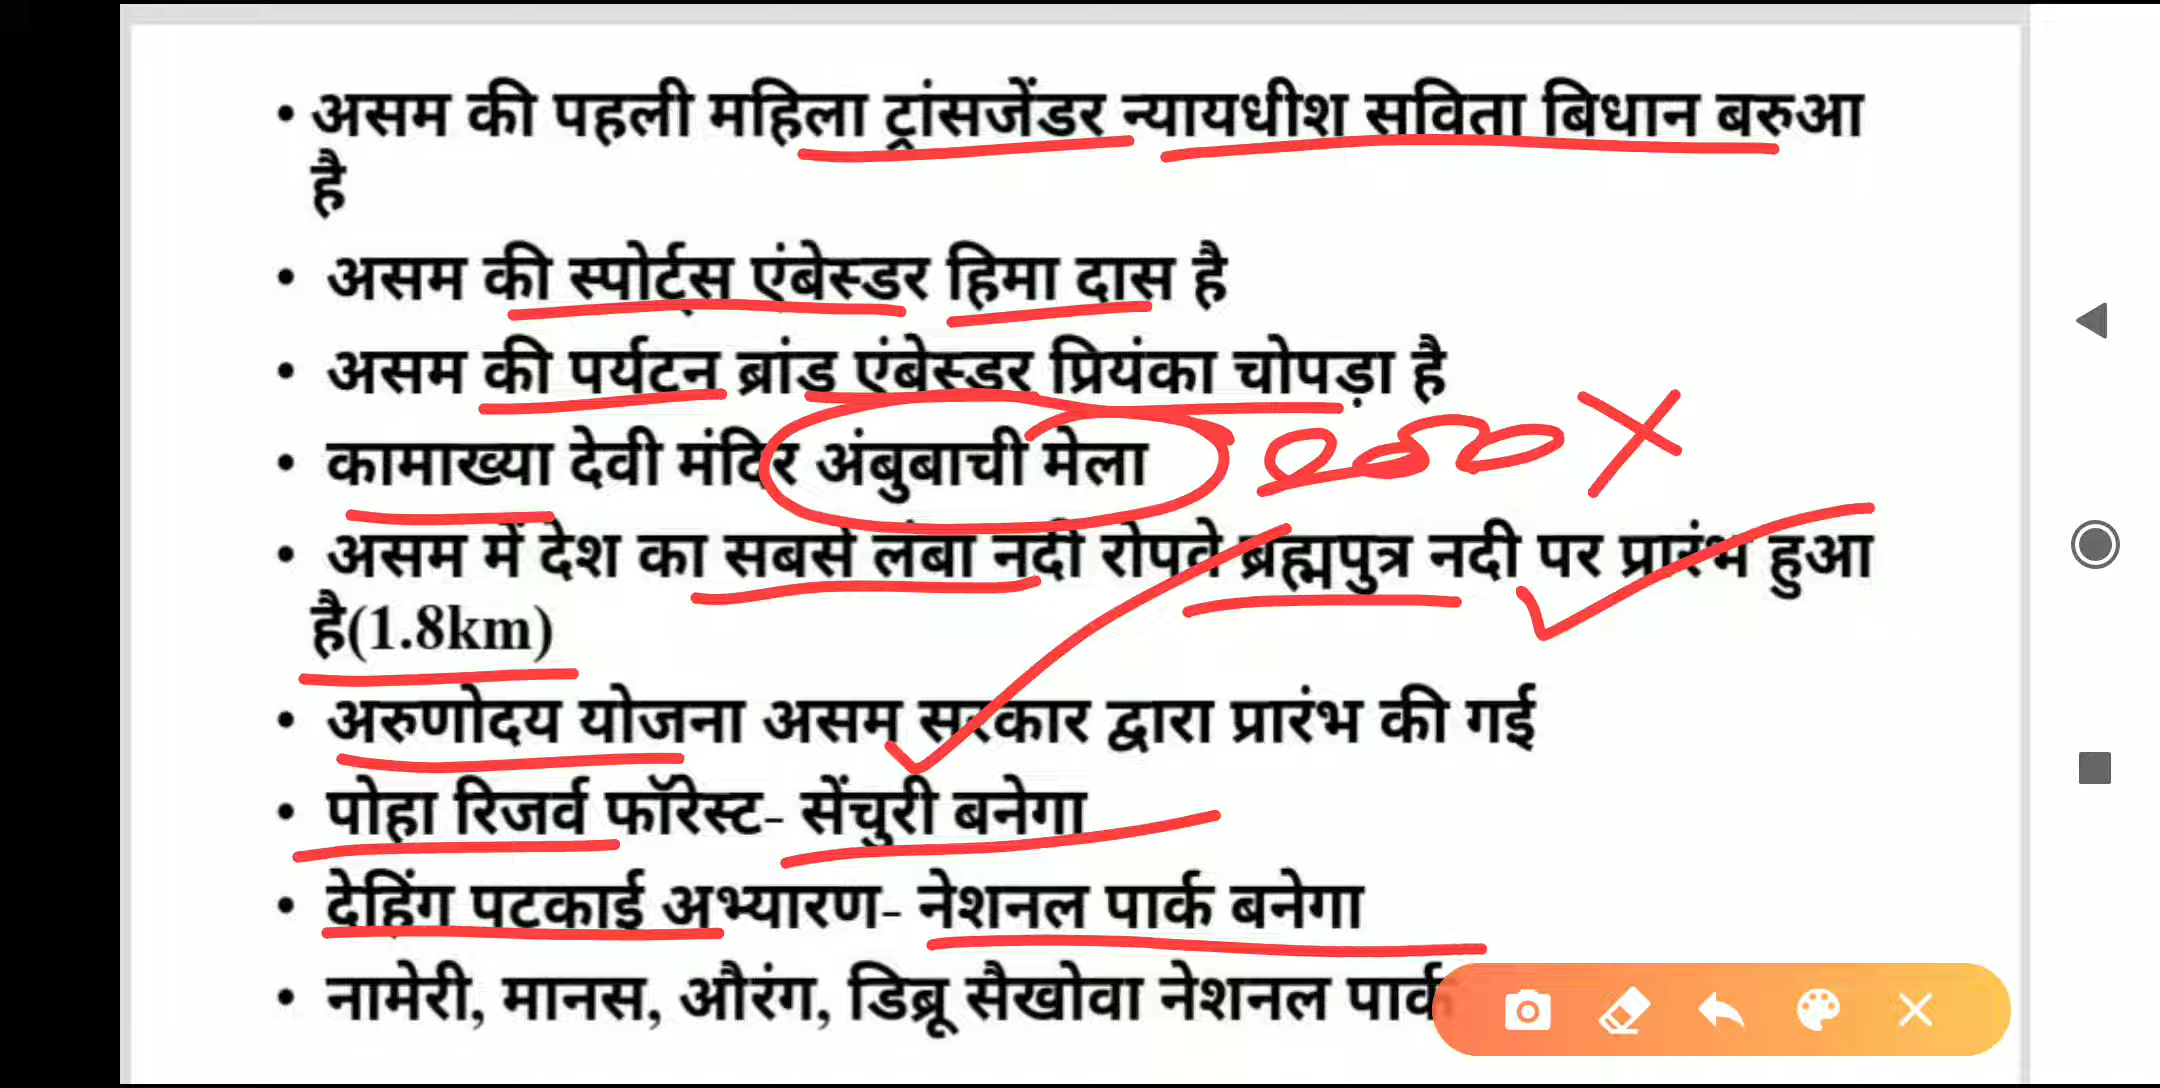 • असम की पहली महिला ट्रांसजेंडर न्यायधीश सविता बिधान बरुआ
है
• असम की स्पोर्ट्स एंबेस्डर हिमा दास है
• असम की पर्यटन ब्रांड एंबेस्डर प्रियंका चोपड़ा है
• कामाख्या देवी मंदिर अंबुबाची मेला
• असम में देश का सबसे लंबा नदी रोपवे ब्रह्मपुत्र नदी पर प्रारंभ हुआ
है(1.8km)
• अरुणोदय योजना असम सरकार द्वारा प्रारंभ की गई
• पोहा रिजर्व फॉरेस्ट- सेंचुरी बनेगा
• देहिंग पटकाई अभ्यारण- नेशनल पार्क बनेगा
• नामेरी, मानस, औरंग, डिब्रू सैखोवा नेशनल पार्क